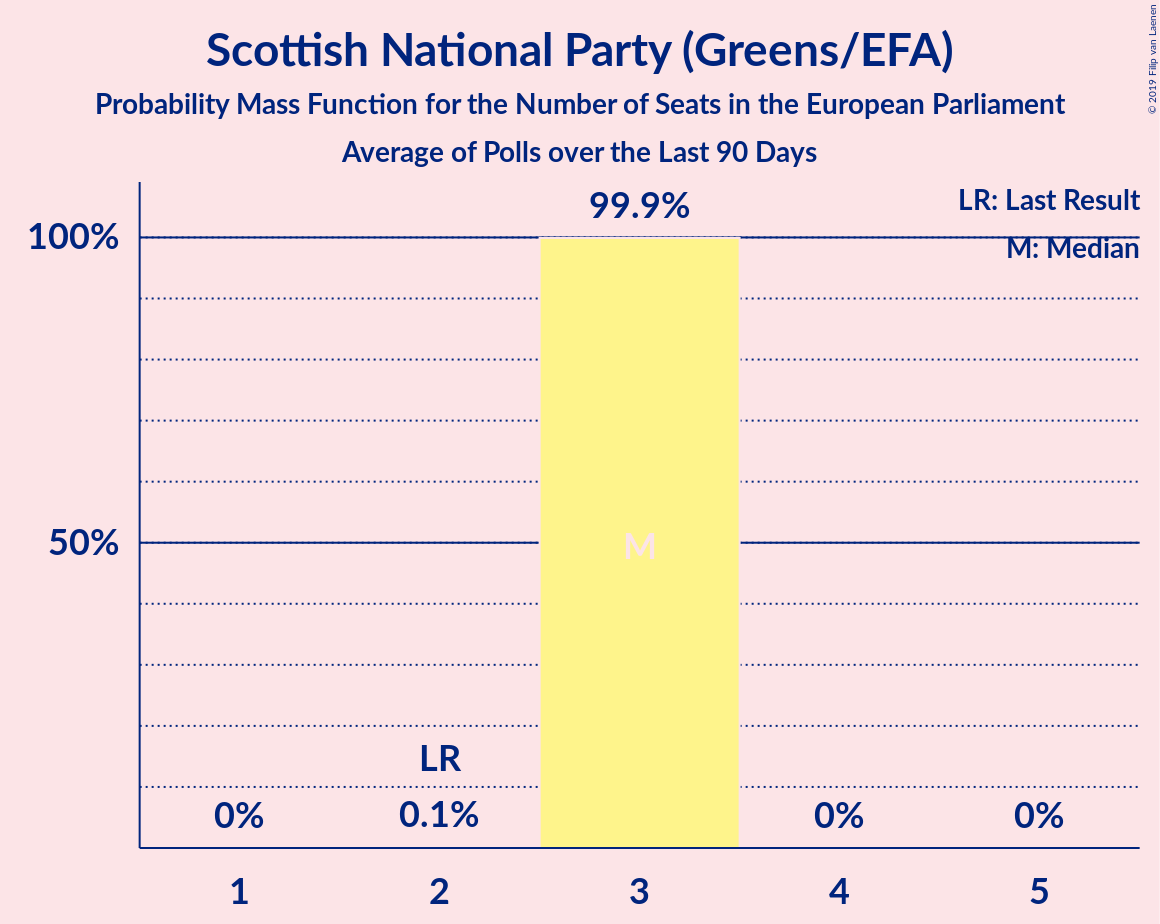 Scottish National Party (Greens/EFA)
Probability Mass Function for the Number of Seats in the European Parliament
Average of Polls over the Last 90 Days
© 2019 Filip van Laenen
LR: Last Result
M: Median
99.9%
100%
50%
M
LR
0%
0.1%
0%
0%
1
2
3
4
5